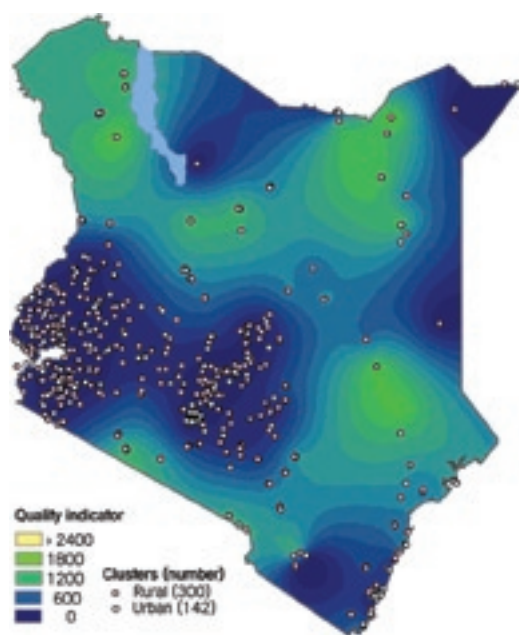 Quality indicator
> 2400
1800
1200
600
0
Clusters (number)
Rural (300)
Urban (142)